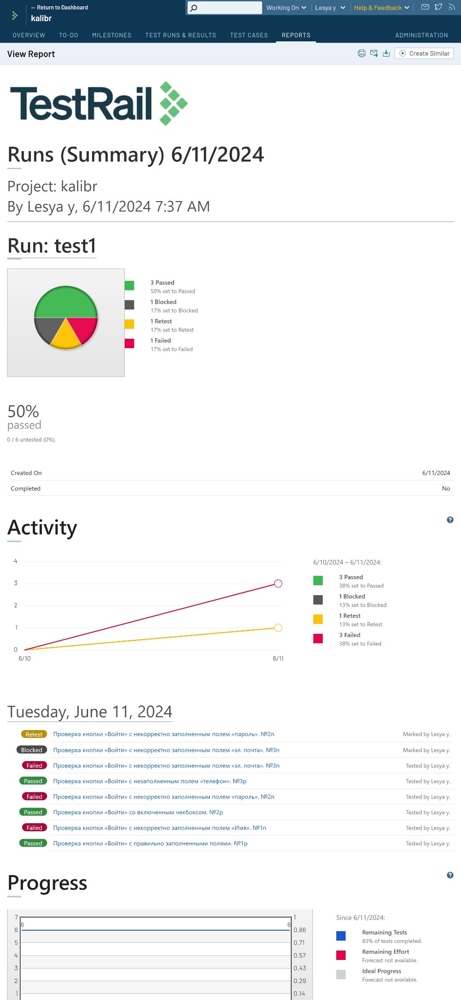 ← Return to Dashboard
kalibr
Working On
Lesya y
Help & Feedback
OVERVIEW
TO-DO
MILESTONES
TEST RUNS & RESULTS
TEST CASES
REPORTS
ADMINISTRATION
View Report
Create Similar
TestRail
Runs (Summary) 6/11/2024
Project: kalibr
By Lesya y, 6/11/2024 7:37 AM
Run: test1
3 Passed
50% set to Passed
1 Blocked
17% set to Blocked
1 Retest
17% set to Retest
1 Failed
17% set to Failed
50%
passed
0 / 6 untested (0%).
Created On 6/11/2024
Completed No
Activity
4
3
2
1
0
6/10 6/11
6/10/2024 – 6/11/2024:
3 Passed
38% set to Passed
1 Blocked
13% set to Blocked
1 Retest
13% set to Retest
3 Failed
38% set to Failed
Tuesday, June 11, 2024
Retest Проверка кнопки «Войти» с некорректно заполненным полем «пароль». №2n Marked by Lesya y.
Blocked Проверка кнопки «Войти» с некорректно заполненным полем «эл. почта». №3n Marked by Lesya y.
Failed Проверка кнопки «Войти» с некорректно заполненным полем «эл. почта». №3n Tested by Lesya y.
Passed Проверка кнопки «Войти» с незаполненным полем «телефон». №3p Tested by Lesya y.
Failed Проверка кнопки «Войти» с некорректно заполненным полем «пароль». №2n Tested by Lesya y.
Passed Проверка кнопки «Войти» со включенным чекбоксом. №2p Tested by Lesya y.
Failed Проверка кнопки «Войти» с некорректно заполненным полем «Имя». №1n Tested by Lesya y.
Passed Проверка кнопки «Войти» с правильно заполненными полями. №1p Tested by Lesya y.
Progress
7 1
6 6
6 0.86
5 0.71
4 0.57
3 0.43
2 0.29
1 0.14
Since 6/11/2024:
Remaining Tests
83% of tests completed.
Remaining Effort
Forecast not available.
Ideal Progress
Forecast not available.